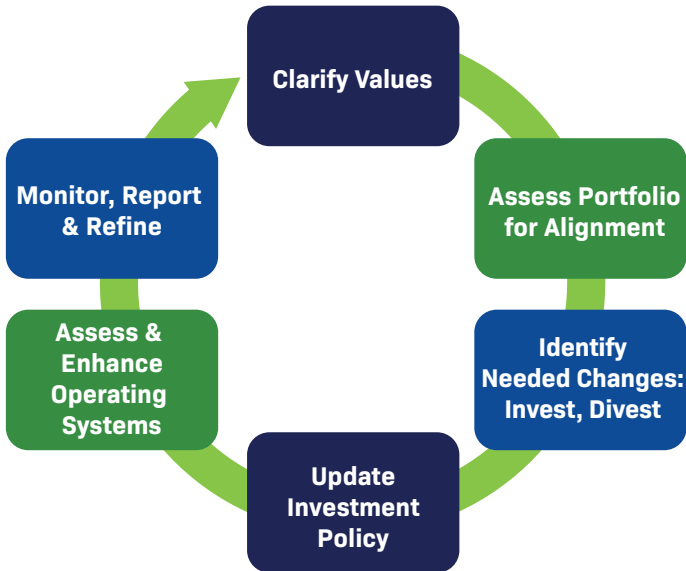 Clarify Values
Assess Portfolio
for Alignment
Identify
Needed Changes:
Invest, Divest
Update
Investment
Policy
Assess &
Enhance
Operating
Systems
Monitor, Report
& Refine